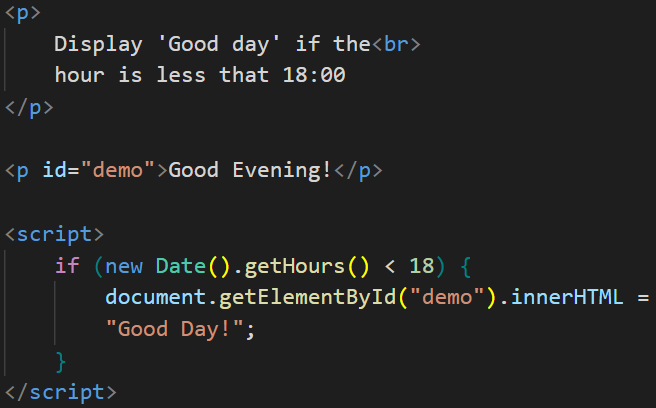 <p>
    Display 'Good day' if the<br>
    hour is less that 18:00
</p>

<p id="demo">Good Evening!</p>

<script>
    if (new Date().getHours() < 18) {
        document.getElementById("demo").innerHTML =
        "Good Day!";
    }
</script>